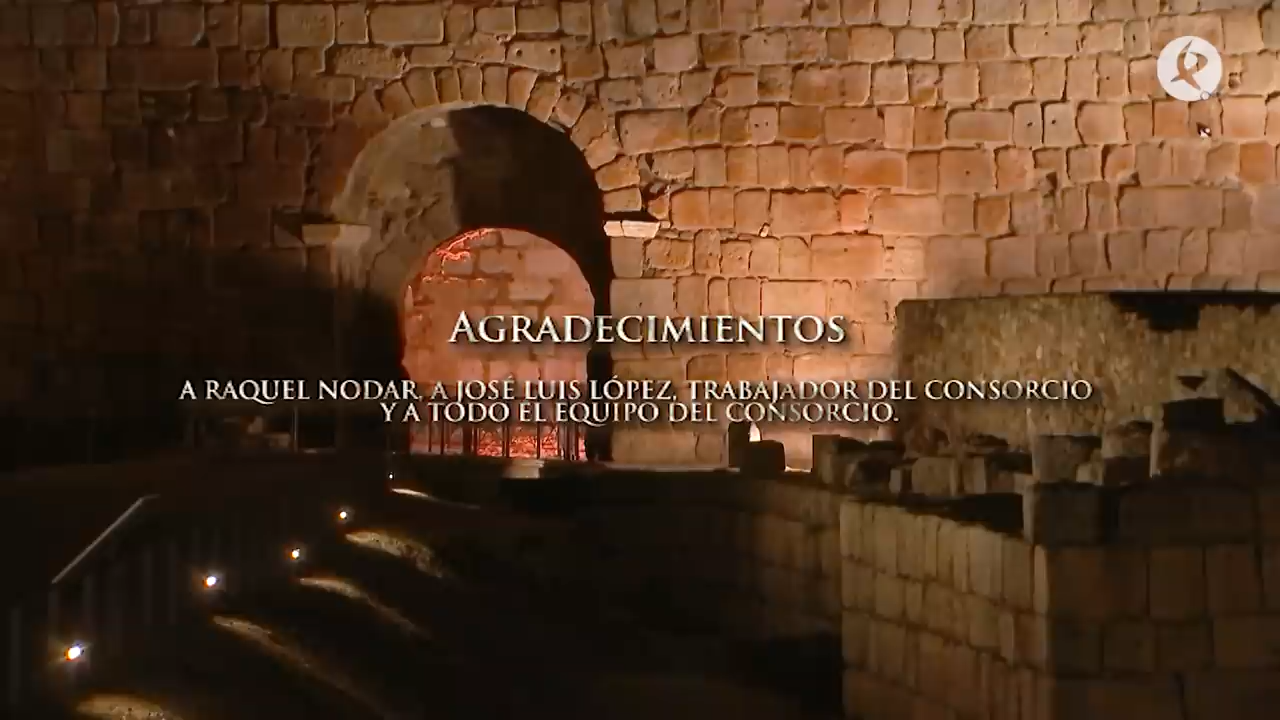 AGRADECIMIENTOS
A RAQUEL NODAR, A JOSÉ LUIS LÓPEZ, TRABAJADOR DEL CONSORCIO
Y A TODO EL EQUIPO DEL CONSORCIO.